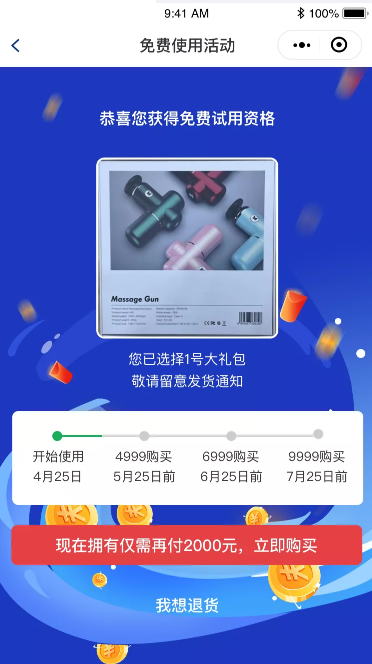 9:41 AM
100%
免费使用活动
恭喜您获得免费试用资格
Massage Gun
您已选择1号大礼包
敬请留意发货通知
开始使用
4999购买
6999购买
9999购买
4月25日
5月25日前
6月25日前
7月25日前
现在拥有仅需再付2000元，立即购买
我想退货